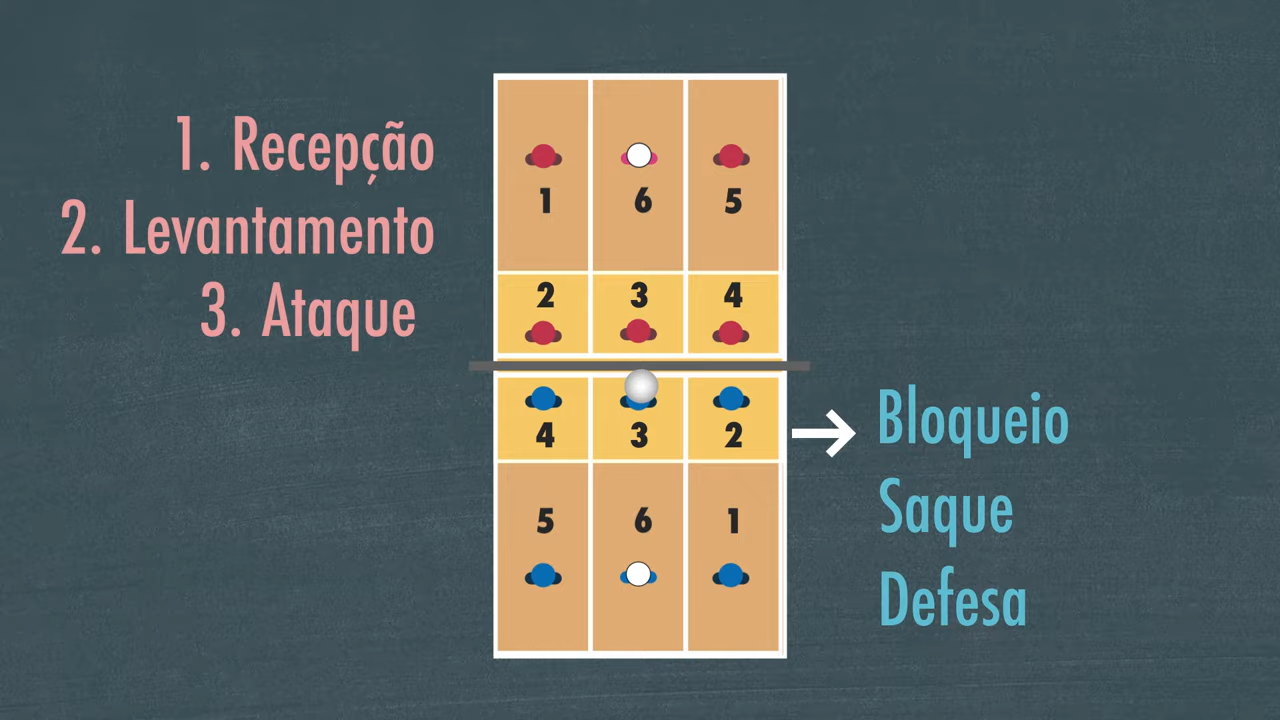 1. Recepção
2. Levantamento
3. Ataque
1 6 5
2 3 4
4 3 2
5 6 1
Bloqueio
Saque
Defesa